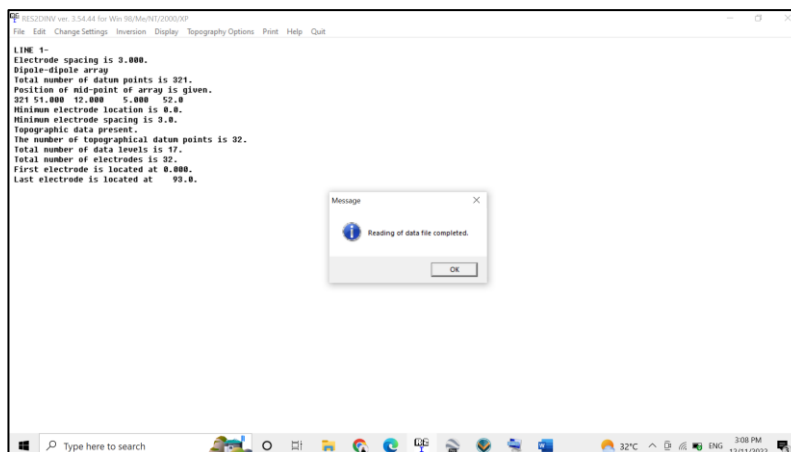 RES2DINV ver. 3.54.44 for Win 98/Me/NT/2000/XP
File Edit Change Settings Inversion Display Topography Options Print Help Quit
LINE 1-
Electrode spacing is 3.000.
Dipole-dipole array
Total number of datum points is 321.
Position of mid-point of array is given.
321 51.000 12.000 5.000 52.0
Minimum electrode location is 0.0.
Minimum electrode spacing is 3.0.
Topographic data present.
The number of topographical datum points is 32.
Total number of data levels is 17.
Total number of electrodes is 32.
First electrode is located at 0.000.
Last electrode is located at 93.0.
Message
Reading of data file completed.
OK
Type here to search
32°C
ENG
3:08 PM